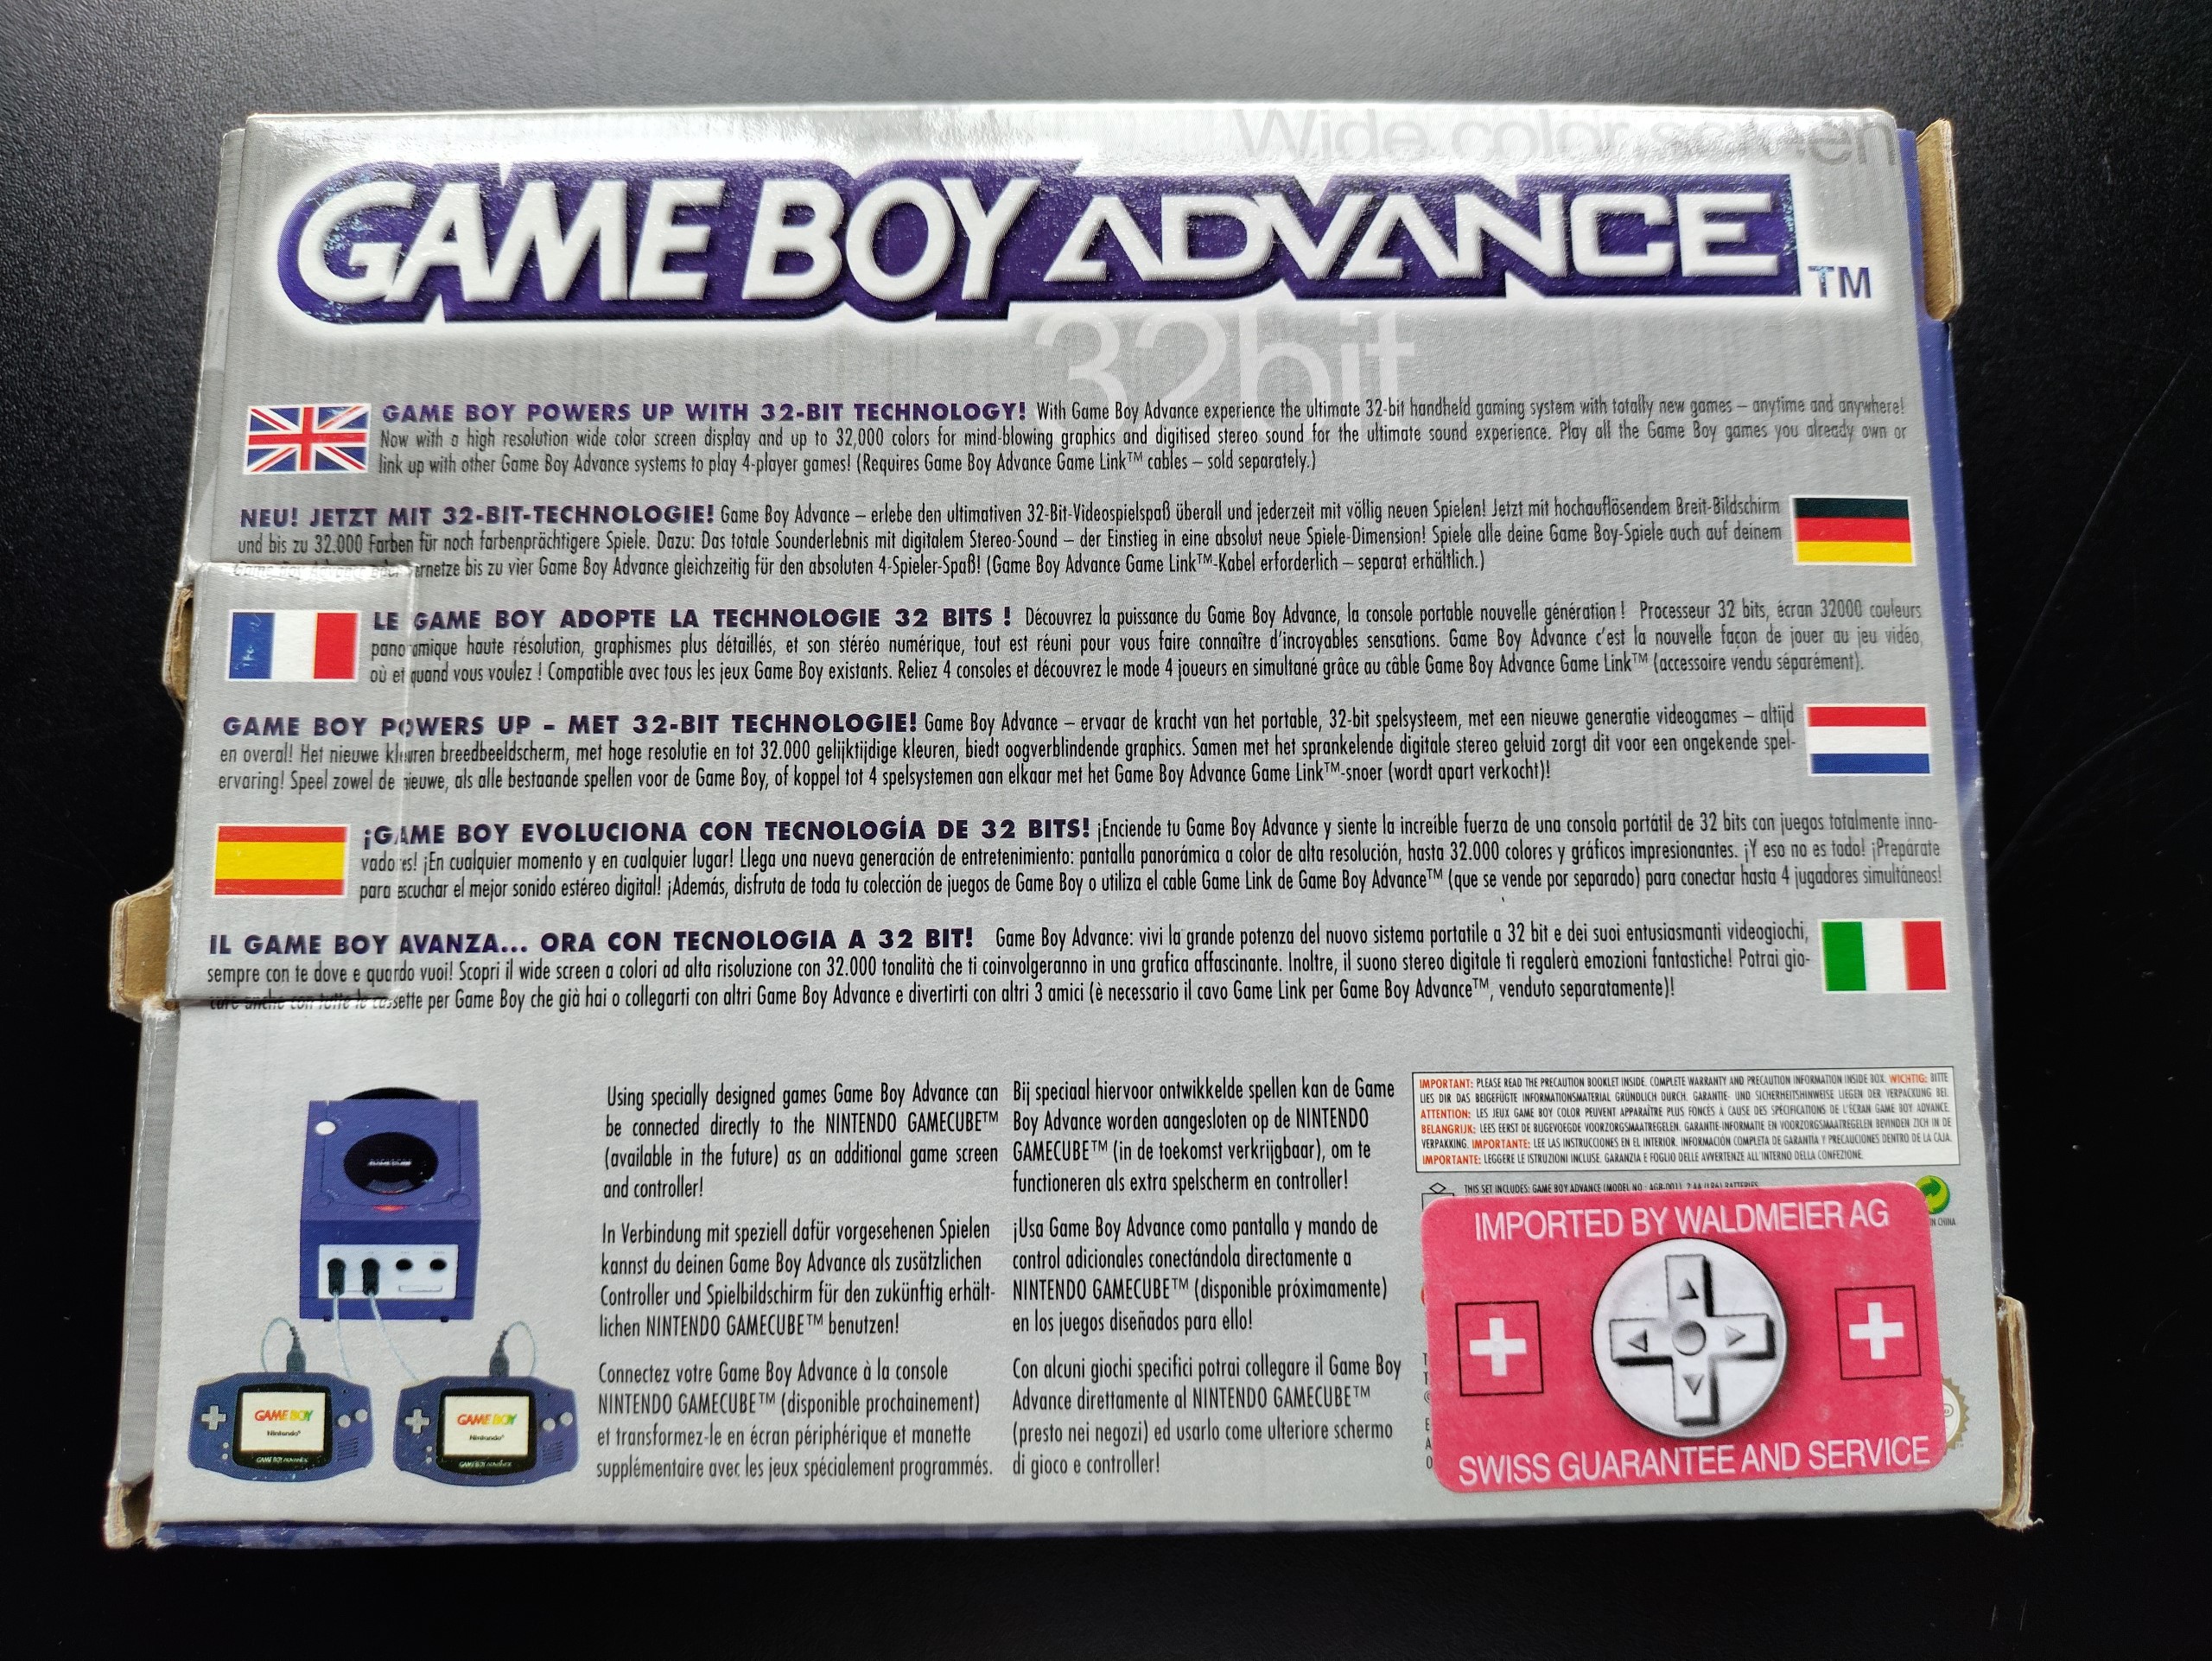 Wide color screen
GAME BOY ADVANCE TM
32bit
GAME BOY POWERS UP WITH 32-BIT TECHNOLOGY! With Game Boy Advance experience the ultimate 32-bit handheld gaming system with totally new games – anytime and anywhere!
Now with a high resolution wide color screen display and up to 32,000 colors for mind-blowing graphics and digitised stereo sound for the ultimate sound experience. Play all the Game Boy games you already own or
link up with other Game Boy Advance systems to play 4-player games! (Requires Game Boy Advance Game Link™ cables – sold separately.)
NEU! JETZT MIT 32-BIT-TECHNOLOGIE! Game Boy Advance – erlebe den ultimativen 32-Bit-Videospielspaß überall und jederzeit mit völlig neuen Spielen! Jetzt mit hochauflösendem Breit-Bildschirm
und bis zu 32.000 Farben für noch farbenprächtigere Spiele. Dazu: Das totale Sounderlebnis mit digitalem Stereo-Sound – der Einstieg in eine absolut neue Spiele-Dimension! Spiele alle deine Game Boy-Spiele auch auf deinem
Game Boy Advance oder vernetze bis zu vier Game Boy Advance gleichzeitig für den absoluten 4-Spieler-Spaß! (Game Boy Advance Game Link™-Kabel erforderlich – separat erhältlich.)
LE GAME BOY ADOPTE LA TECHNOLOGIE 32 BITS ! Découvrez la puissance du Game Boy Advance, la console portable nouvelle génération ! Processeur 32 bits, écran 32000 couleurs
panoramique haute résolution, graphismes plus détaillés, et son stéréo numérique, tout est réuni pour vous faire connaître d'incroyables sensations. Game Boy Advance c'est la nouvelle façon de jouer au jeu vidéo,
où et quand vous voulez ! Compatible avec tous les jeux Game Boy existants. Reliez 4 consoles et découvrez le mode 4 joueurs en simultané grâce au câble Game Boy Advance Game Link™ (accessoire vendu séparément).
GAME BOY POWERS UP - MET 32-BIT TECHNOLOGIE! Game Boy Advance – ervaar de kracht van het portable, 32-bit spelsysteem, met een nieuwe generatie videogames – altijd
en overal! Het nieuwe kleuren breedbeeldscherm, met hoge resolutie en tot 32.000 gelijktijdige kleuren, biedt oogverblindende graphics. Samen met het sprankelende digitale stereo geluid zorgt dit voor een ongekende spel-
ervaring! Speel zowel de nieuwe, als alle bestaande spellen voor de Game Boy, of koppel tot 4 spelsystemen aan elkaar met het Game Boy Advance Game Link™-snoer (wordt apart verkocht)!
¡GAME BOY EVOLUCIONA CON TECNOLOGÍA DE 32 BITS! ¡Enciende tu Game Boy Advance y siente la increíble fuerza de una consola portátil de 32 bits con juegos totalmente inno-
vadores! ¡En cualquier momento y en cualquier lugar! Llega una nueva generación de entretenimiento: pantalla panorámica a color de alta resolución, hasta 32.000 colores y gráficos impresionantes. ¡Y eso no es todo! ¡Prepárate
para escuchar el mejor sonido estéreo digital! ¡Además, disfruta de toda tu colección de juegos de Game Boy o utiliza el cable Game Link de Game Boy Advance™ (que se vende por separado) para conectar hasta 4 jugadores simultáneos!
IL GAME BOY AVANZA... ORA CON TECNOLOGIA A 32 BIT! Game Boy Advance: vivi la grande potenza del nuovo sistema portatile a 32 bit e dei suoi entusiasmanti videogiochi,
sempre con te dove e quando vuoi! Scopri il wide screen a colori ad alta risoluzione con 32.000 tonalità che ti coinvolgeranno in una grafica affascinante. Inoltre, il suono stereo digitale ti regalerà emozioni fantastiche! Potrai gio-
care anche con tutte le cassette per Game Boy che già hai o collegarti con altri Game Boy Advance e divertirti con altri 3 amici (è necessario il cavo Game Link per Game Boy Advance™, venduto separatamente)!
Using specially designed games Game Boy Advance can
be connected directly to the NINTENDO GAMECUBE™
(available in the future) as an additional game screen
and controller!
In Verbindung mit speziell dafür vorgesehenen Spielen
kannst du deinen Game Boy Advance als zusätzlichen
Controller und Spielbildschirm für den zukünftig erhält-
lichen NINTENDO GAMECUBE™ benutzen!
Connectez votre Game Boy Advance à la console
NINTENDO GAMECUBE™ (disponible prochainement)
et transformez-le en écran périphérique et manette
supplémentaire avec les jeux spécialement programmés.
Bij speciaal hiervoor ontwikkelde spellen kan de Game
Boy Advance worden aangesloten op de NINTENDO
GAMECUBE™ (in de toekomst verkrijgbaar), om te
functioneren als extra spelscherm en controller!
¡Usa Game Boy Advance como pantalla y mando de
control adicionales conectándola directamente a
NINTENDO GAMECUBE™ (disponible próximamente)
en los juegos diseñados para ello!
Con alcuni giochi specifici potrai collegare il Game Boy
Advance direttamente al NINTENDO GAMECUBE™
(presto nei negozi) ed usarlo come ulteriore schermo
di gioco e controller!
GAME BOY
Nintendo®
GAME BOY ADVANCE
GAME BOY
Nintendo®
GAME BOY ADVANCE
IMPORTANT: PLEASE READ THE PRECAUTION BOOKLET INSIDE. COMPLETE WARRANTY AND PRECAUTION INFORMATION INSIDE BOX. WICHTIG: BITTE
LIES DIR DAS BEIGEFÜGTE INFORMATIONSMATERIAL GRÜNDLICH DURCH. GARANTIE- UND SICHERHEITSHINWEISE LIEGEN DER VERPACKUNG BEI.
ATTENTION: LES JEUX GAME BOY COLOR PEUVENT APPARAÎTRE PLUS FONCÉS À CAUSE DES SPÉCIFICATIONS DE L'ÉCRAN GAME BOY ADVANCE.
BELANGRIJK: LEES EERST DE BIJGEVOEGDE VOORZORGSMAATREGELEN. GARANTIE-INFORMATIE EN VOORZORGSMAATREGELEN BEVINDEN ZICH IN DE
VERPAKKING. IMPORTANTE: LEE LAS INSTRUCCIONES EN EL INTERIOR. INFORMACIÓN COMPLETA DE GARANTÍA Y PRECAUCIONES DENTRO DE LA CAJA.
IMPORTANTE: LEGGERE LE ISTRUZIONI INCLUSE. GARANZIA E FOGLIO DELLE AVVERTENZE ALL'INTERNO DELLA CONFEZIONE.
THIS SET INCLUDES: GAME BOY ADVANCE (MODEL NO.: AGB-001), 2 AA (LR6) BATTERIES
IN CHINA
IMPORTED BY WALDMEIER AG
SWISS GUARANTEE AND SERVICE